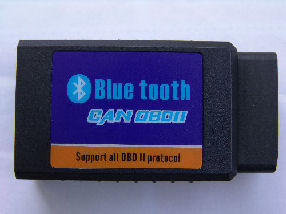 Blue tooth
CAN OBDII
Support all OBD II protocol